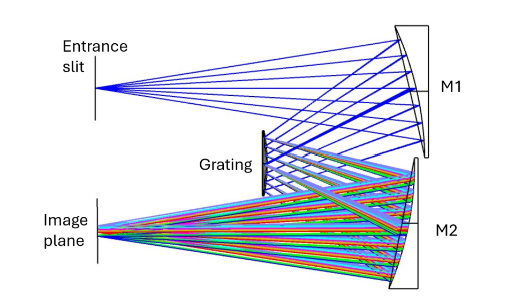 Entrance
slit
M1
Grating
Image
plane
M2